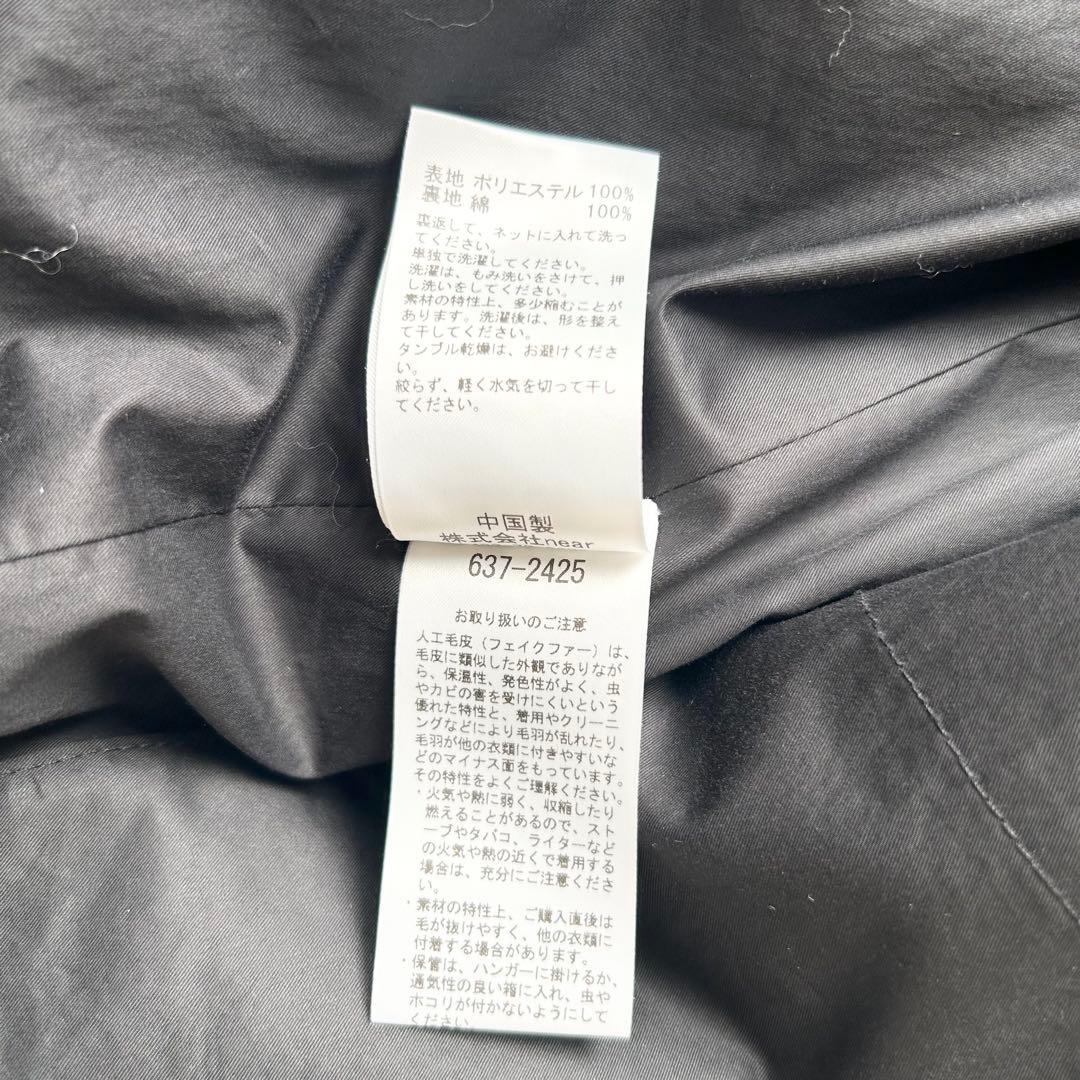 表地 ポリエステル 100%
裏地 綿 100%
裏返して、ネットに入れて洗っ
てください。
単独で洗濯してください。
洗濯は、もみ洗いをさけて、押
し洗いをしてください。
素材の特性上、多少縮むことが
あります。洗濯後は、形を整え
て干してください。
タンブル乾燥は、お避けくださ
い。
絞らず、軽く水気を切って干し
てください。
中国製
株式会社near
637-2425
お取り扱いのご注意
人工毛皮（フェイクファー）は、
毛皮に類似した外観でありなが
ら、保温性、発色性がよく、虫
やカビの害を受けにくいという
優れた特性と、着用やクリーニ
ングなどにより毛羽が乱れたり、
毛羽が他の衣類に付きやすいな
どのマイナス面をもっています。
その特性をよくご理解ください。
・火気や熱に弱く、収縮したり
燃えることがあるので、スト
ーブやタバコ、ライターなど
の火気や熱の近くで着用する
場合は、充分にご注意くださ
い。
・素材の特性上、ご購入直後は
毛が抜けやすく、他の衣類に
付着する場合があります。
・保管は、ハンガーに掛けるか、
通気性の良い箱に入れ、虫や
ホコリが付かないようにして
ください。